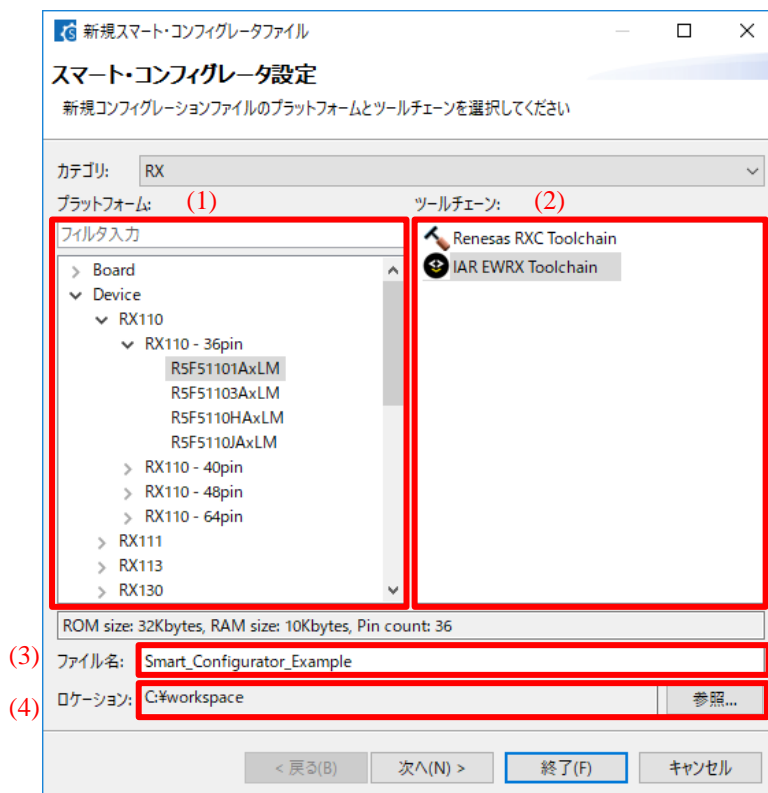 新規スマート・コンフィグレータファイル
スマート・コンフィグレータ設定
新規コンフィグレーションファイルのプラットフォームとツールチェーンを選択してください
カテゴリ: RX
プラットフォーム: (1) ツールチェーン: (2)
フィルタ入力
Renesas RXC Toolchain
IAR EWRX Toolchain
Board
Device
RX110
RX110 - 36pin
R5F51101AxLM
R5F51103AxLM
R5F5110HAxLM
R5F5110JAxLM
RX110 - 40pin
RX110 - 48pin
RX110 - 64pin
RX111
RX113
RX130
ROM size: 32Kbytes, RAM size: 10Kbytes, Pin count: 36
(3) ファイル名: Smart_Configurator_Example
(4) ロケーション: C:¥workspace 参照...
< 戻る(B) 次へ(N) > 終了(F) キャンセル